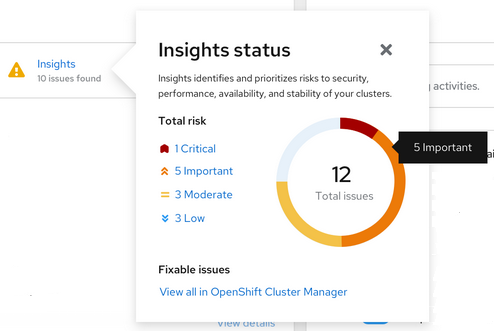 Insights
10 issues found
Insights status
Insights identifies and prioritizes risks to security,
performance, availability, and stability of your clusters.
Total risk
1 Critical
5 Important
3 Moderate
3 Low
12
Total issues
5 Important
Fixable issues
View all in OpenShift Cluster Manager
activities.
View details